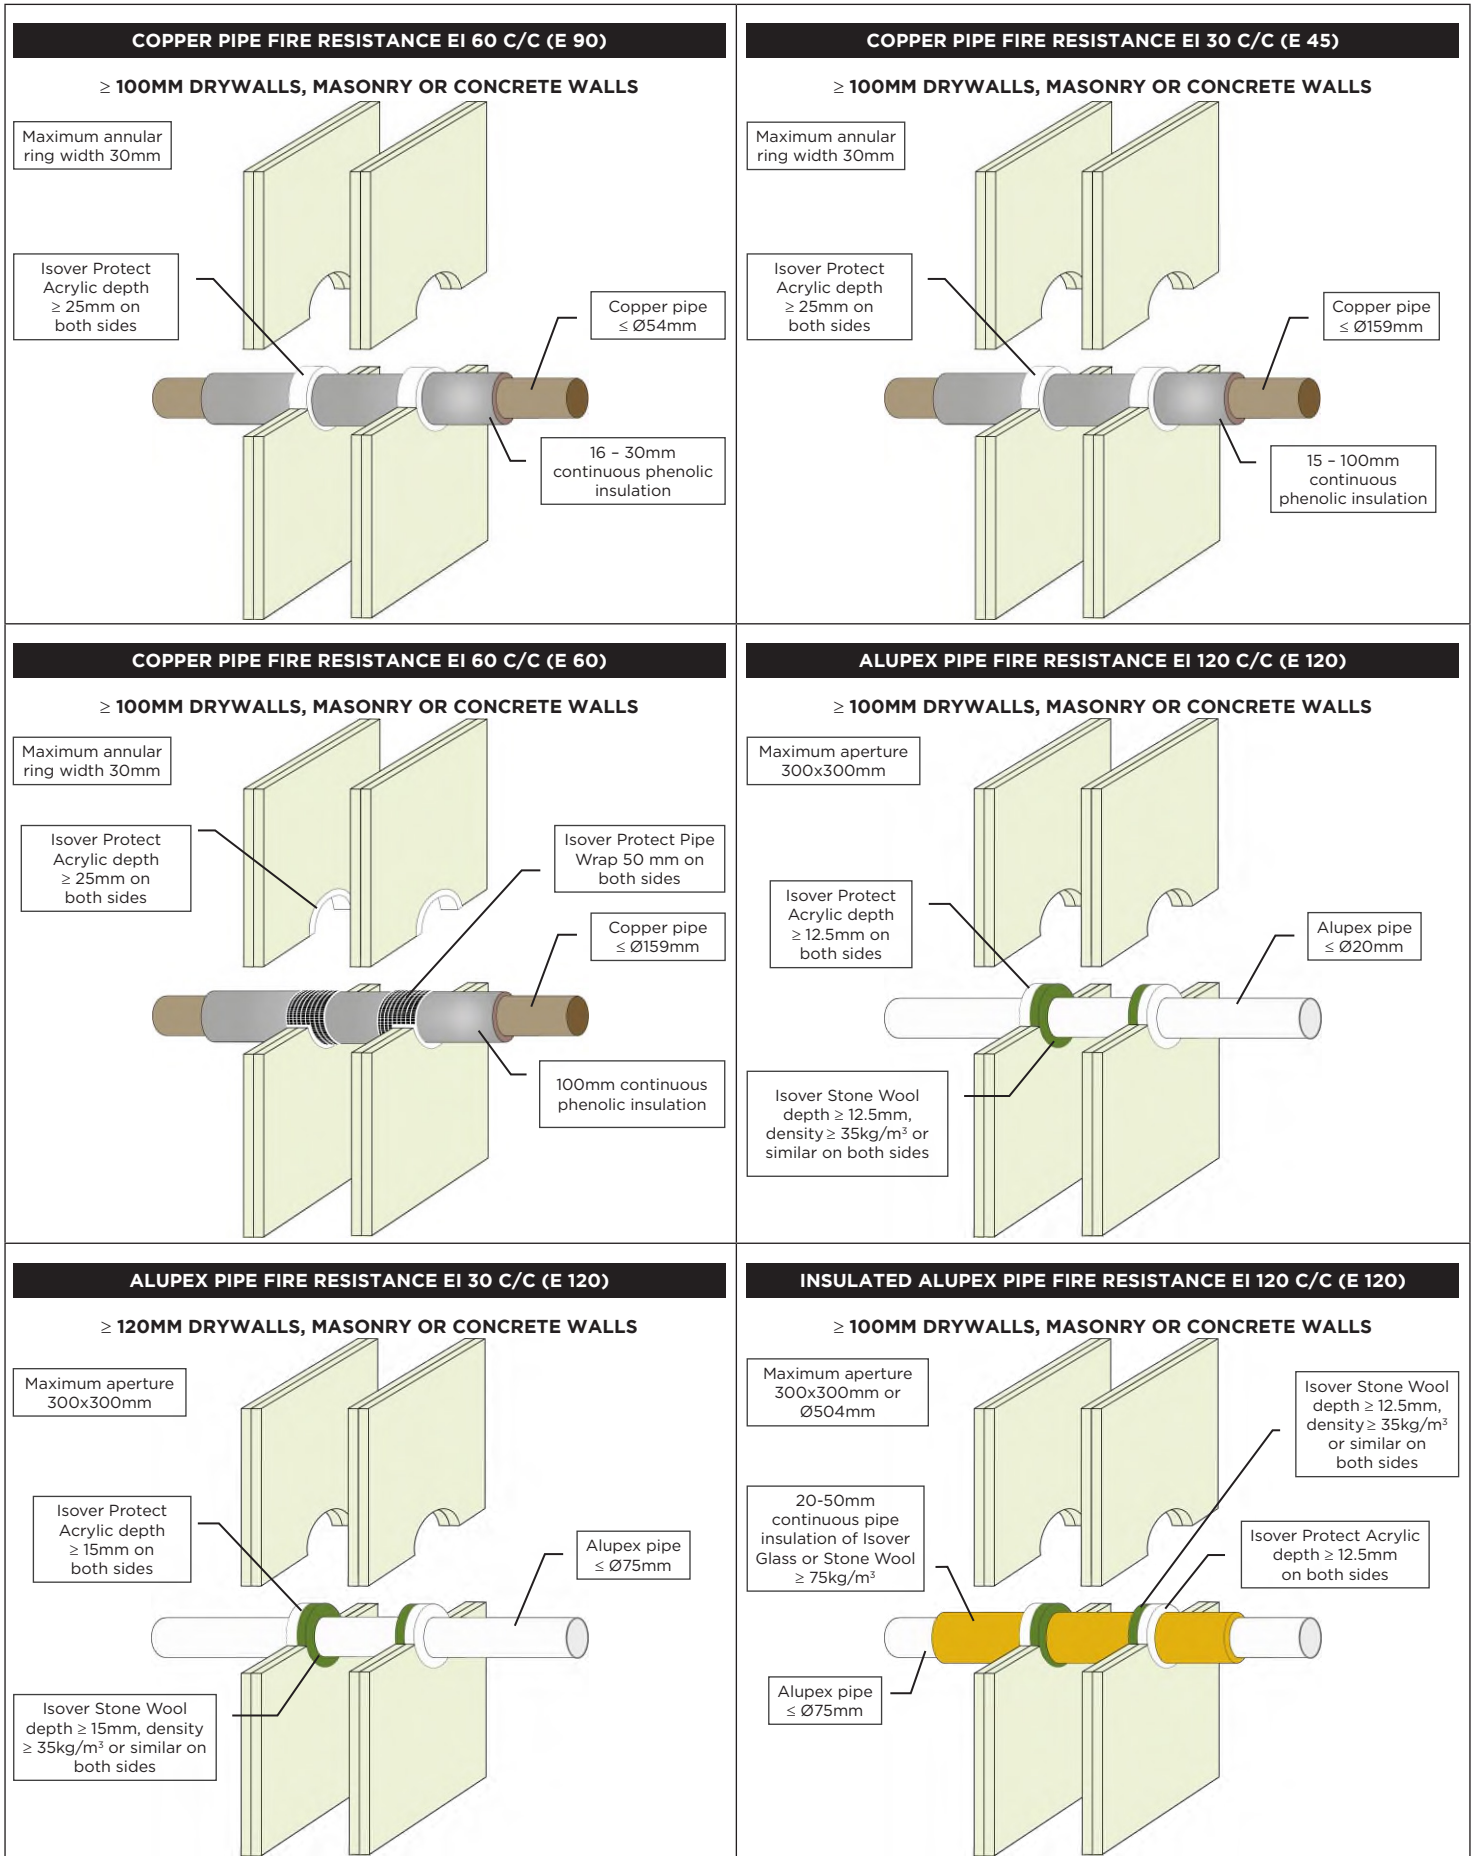 COPPER PIPE FIRE RESISTANCE EI 60 C/C (E 90)
≥ 100MM DRYWALLS, MASONRY OR CONCRETE WALLS
Maximum annular
ring width 30mm
Isover Protect
Acrylic depth
≥ 25mm on
both sides
Copper pipe
≤ Ø54mm
16 – 30mm
continuous phenolic
insulation
COPPER PIPE FIRE RESISTANCE EI 30 C/C (E 45)
≥ 100MM DRYWALLS, MASONRY OR CONCRETE WALLS
Maximum annular
ring width 30mm
Isover Protect
Acrylic depth
≥ 25mm on
both sides
Copper pipe
≤ Ø159mm
15 – 100mm
continuous
phenolic insulation
COPPER PIPE FIRE RESISTANCE EI 60 C/C (E 60)
≥ 100MM DRYWALLS, MASONRY OR CONCRETE WALLS
Maximum annular
ring width 30mm
Isover Protect
Acrylic depth
≥ 25mm on
both sides
Isover Protect Pipe
Wrap 50 mm on
both sides
Copper pipe
≤ Ø159mm
100mm continuous
phenolic insulation
ALUPEX PIPE FIRE RESISTANCE EI 120 C/C (E 120)
≥ 100MM DRYWALLS, MASONRY OR CONCRETE WALLS
Maximum aperture
300x300mm
Isover Protect
Acrylic depth
≥ 12.5mm on
both sides
Alupex pipe
≤ Ø20mm
Isover Stone Wool
depth ≥ 12.5mm,
density ≥ 35kg/m³ or
similar on both sides
ALUPEX PIPE FIRE RESISTANCE EI 30 C/C (E 120)
≥ 120MM DRYWALLS, MASONRY OR CONCRETE WALLS
Maximum aperture
300x300mm
Isover Protect
Acrylic depth
≥ 15mm on
both sides
Alupex pipe
≤ Ø75mm
Isover Stone Wool
depth ≥ 15mm, density
≥ 35kg/m³ or similar on
both sides
INSULATED ALUPEX PIPE FIRE RESISTANCE EI 120 C/C (E 120)
≥ 100MM DRYWALLS, MASONRY OR CONCRETE WALLS
Maximum aperture
300x300mm or
Ø504mm
Isover Stone Wool
depth ≥ 12.5mm,
density ≥ 35kg/m³
or similar on
both sides
20-50mm
continuous pipe
insulation of Isover
Glass or Stone Wool
≥ 75kg/m³
Isover Protect Acrylic
depth ≥ 12.5mm
on both sides
Alupex pipe
≤ Ø75mm